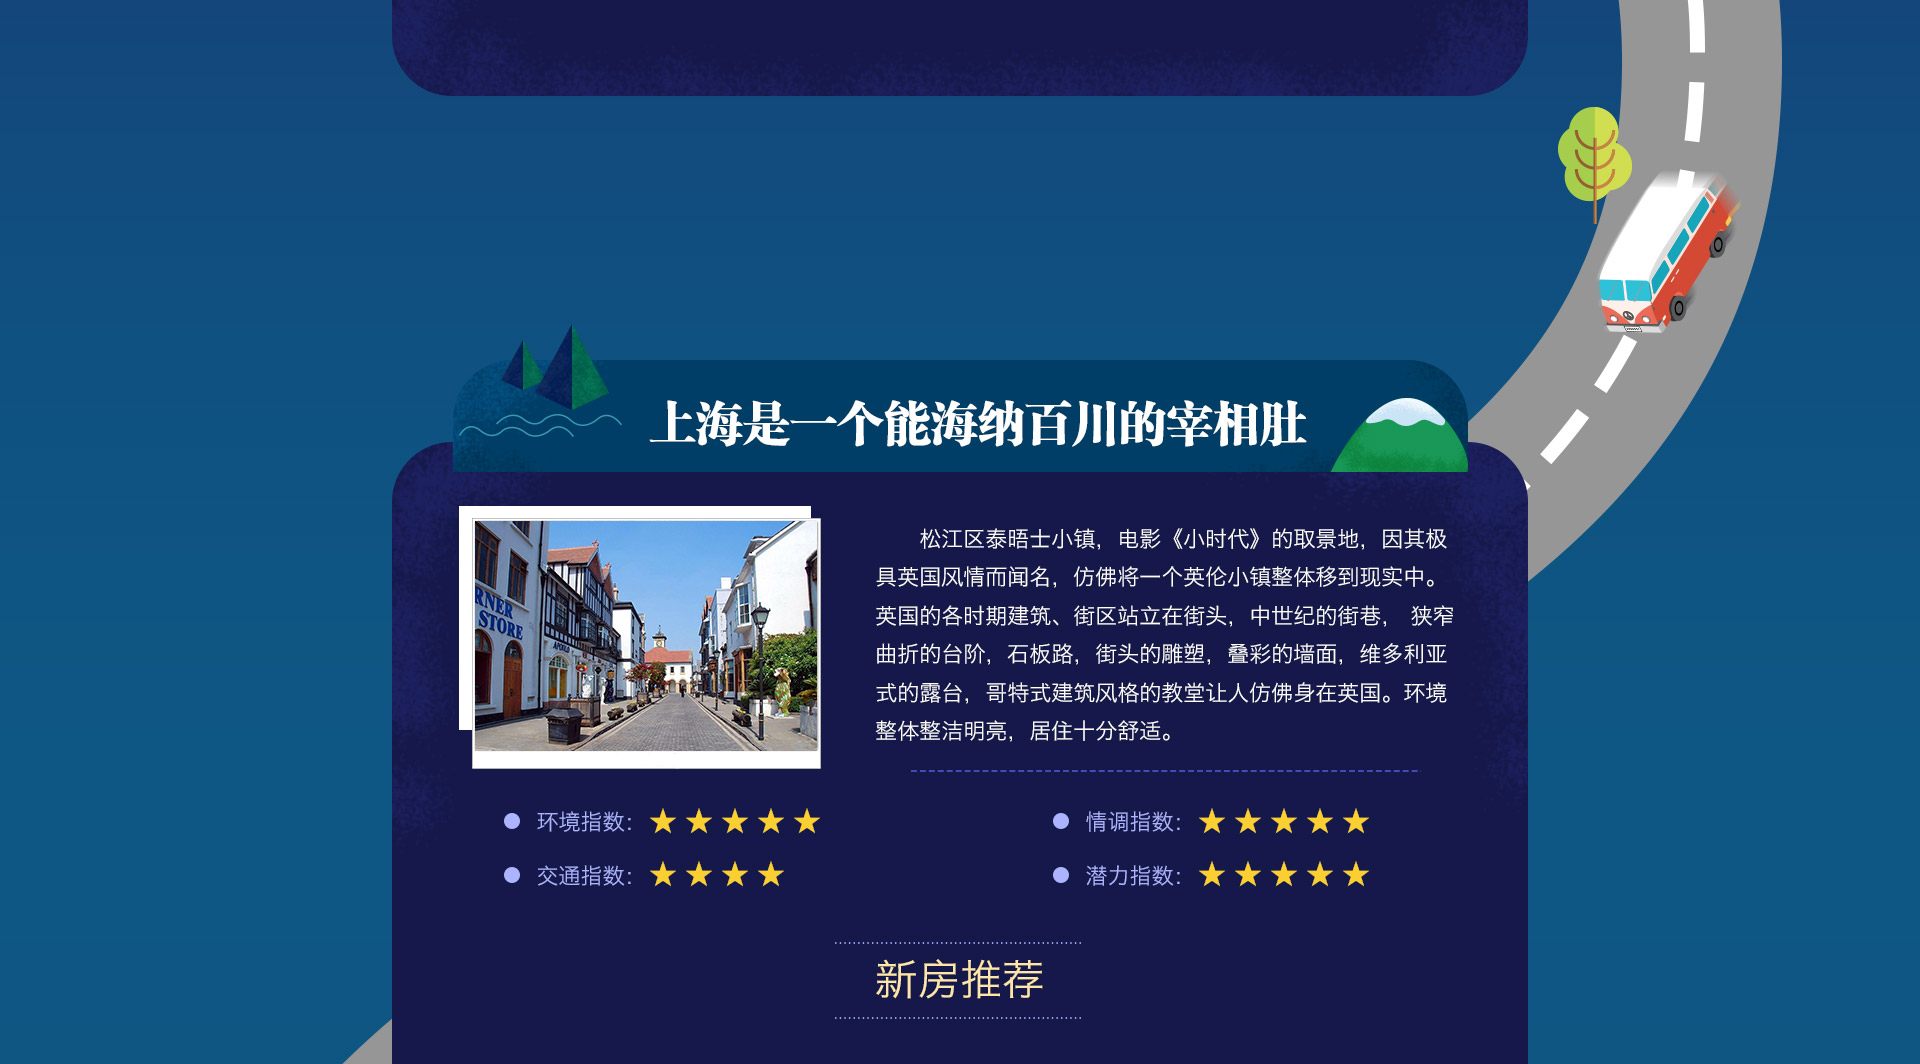 上海是一个能海纳百川的宰相肚
松江区泰晤士小镇，电影《小时代》的取景地，因其极
具英国风情而闻名，仿佛将一个英伦小镇整体移到现实中。
英国的各时期建筑、街区站立在街头，中世纪的街巷， 狭窄
曲折的台阶，石板路，街头的雕塑，叠彩的墙面，维多利亚
式的露台，哥特式建筑风格的教堂让人仿佛身在英国。环境
整体整洁明亮，居住十分舒适。
RNER
STORE
APOLLO
环境指数：★★★★★
情调指数：★★★★★
交通指数：★★★★
潜力指数：★★★★★
新房推荐